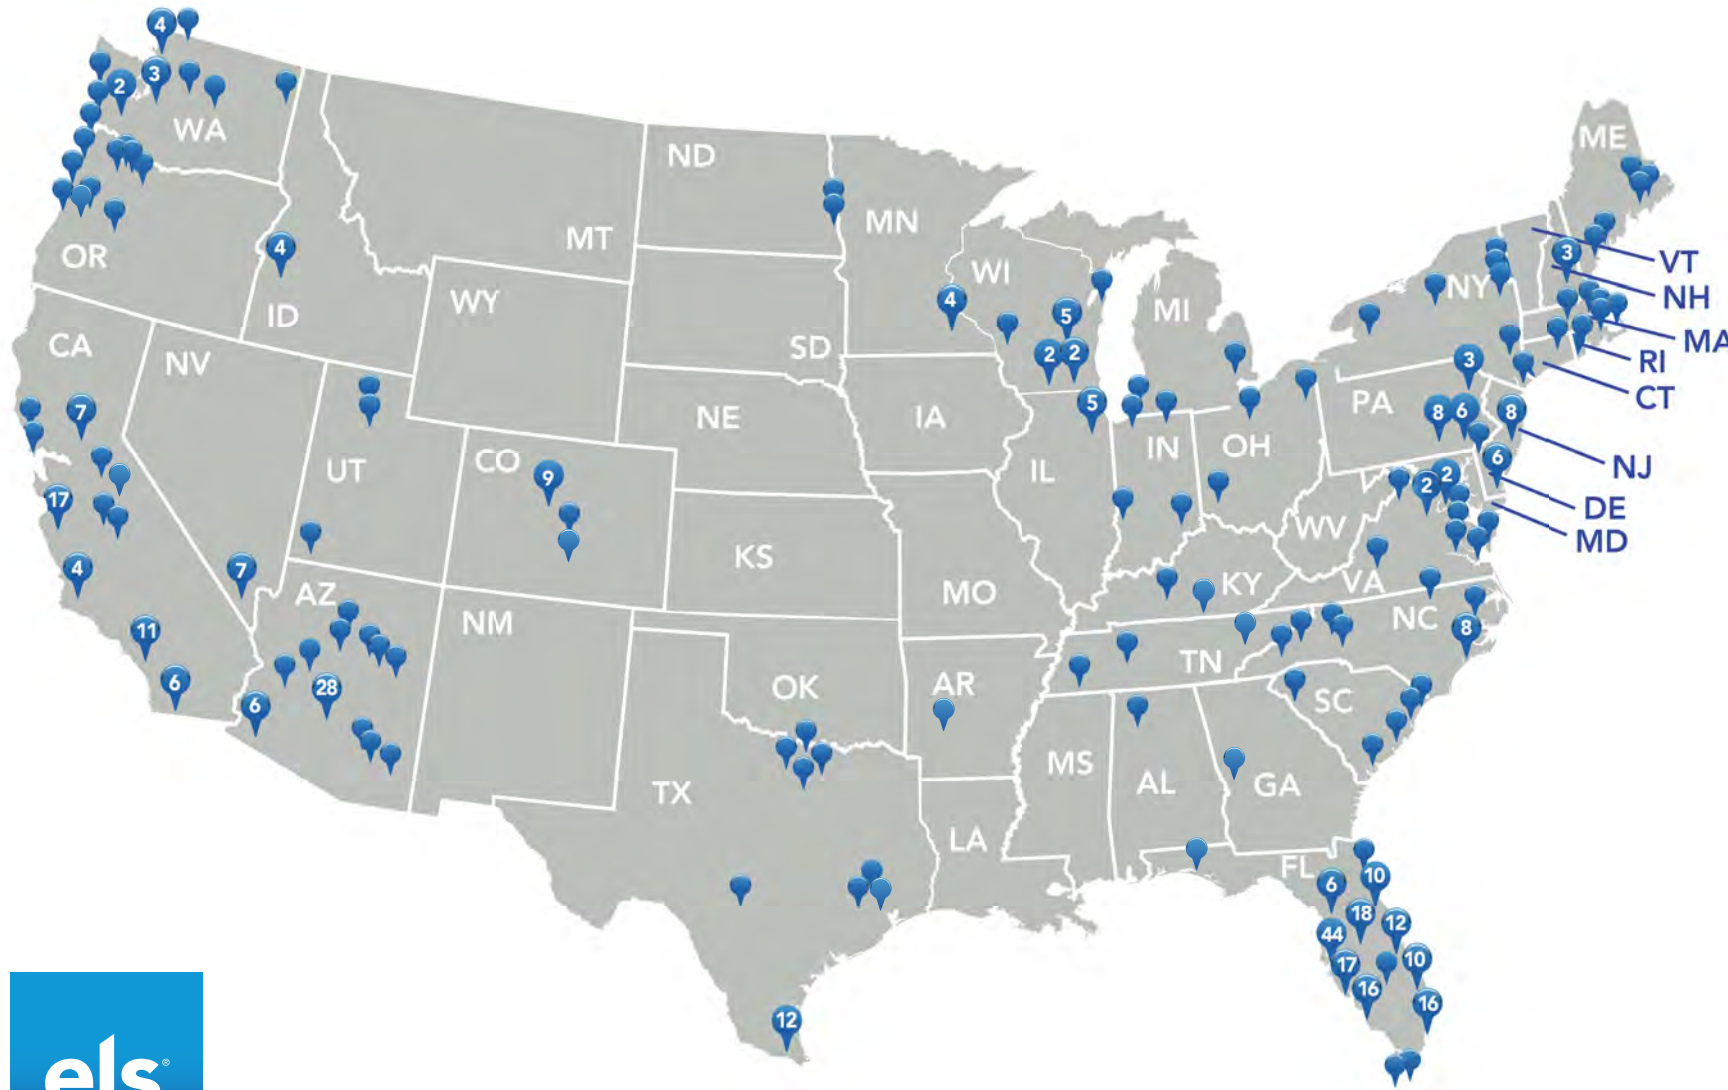 4
3
2
WA
ND
ME
MN
MT
OR
4
VT
3
NH
WI
NY
ID
WY
4
MI
5
MA
CA
SD
RI
NV
2
2
3
CT
7
NE
IA
5
PA
8
6
8
UT
CO
9
IL
IN
OH
6
NJ
2
2
DE
17
WV
MD
KS
4
7
AZ
MO
KY
VA
NM
NC
8
11
TN
6
28
6
OK
AR
SC
TX
MS
AL
GA
LA
FL
6
10
18
12
44
17
10
16
16
12
els®